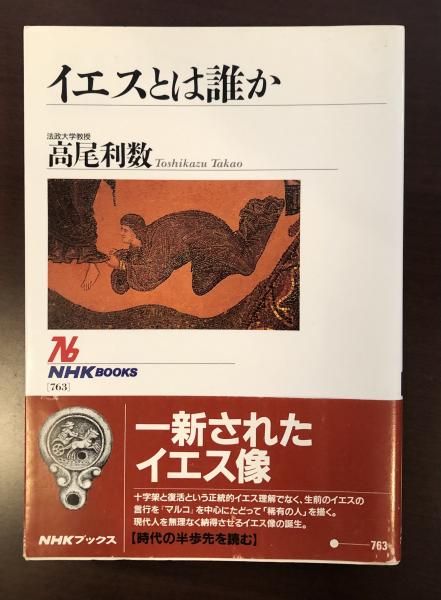 イエスとは誰か
法政大学教授
高尾利数 Toshikazu Takao
NHK BOOKS
[763]
一新された
イエス像
十字架と復活という正統的イエス理解でなく、生前のイエスの
言行を『マルコ』を中心にたどって「稀有の人」を描く。
現代人を無理なく納得させるイエス像の誕生。
【時代の半歩先を読む】
NHKブックス
763